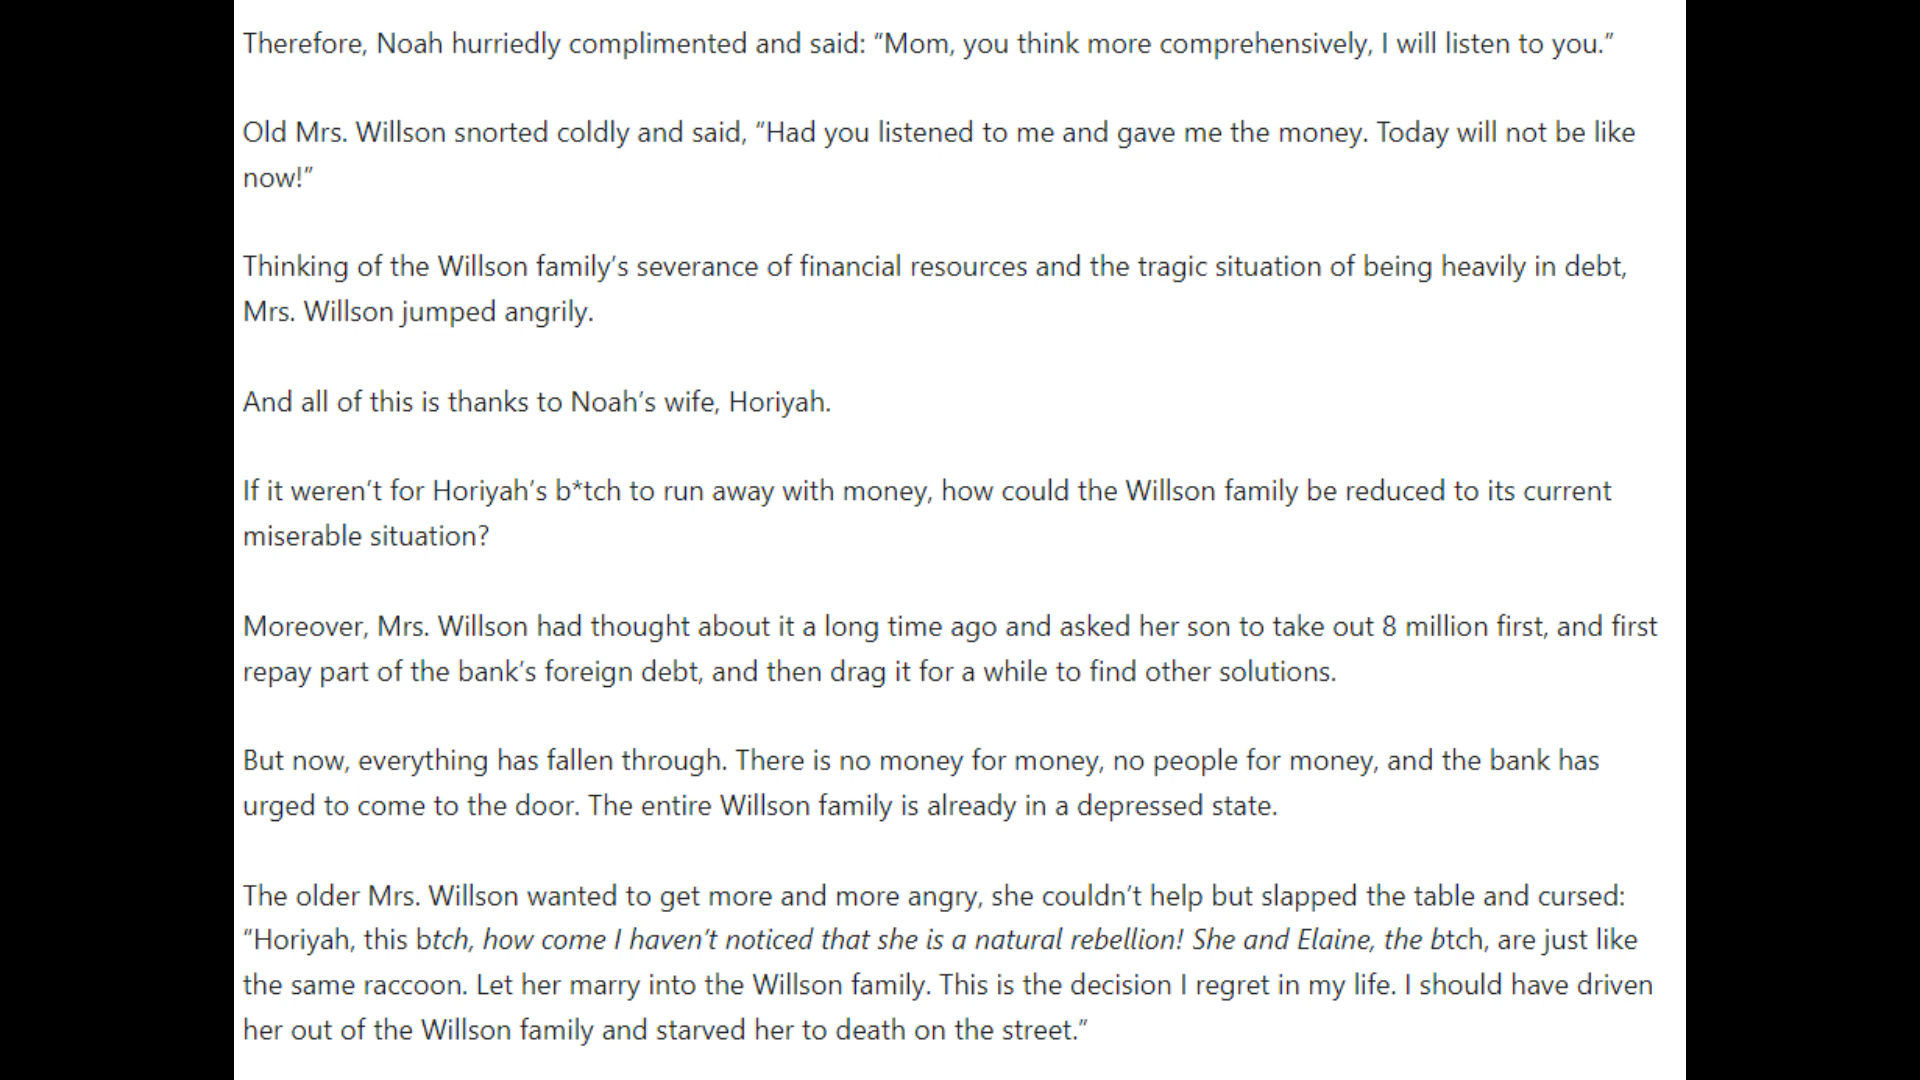 Therefore, Noah hurriedly complimented and said: “Mom, you think more comprehensively, I will listen to you.”
Old Mrs. Willson snorted coldly and said, “Had you listened to me and gave me the money. Today will not be like
now!”
Thinking of the Willson family’s severance of financial resources and the tragic situation of being heavily in debt,
Mrs. Willson jumped angrily.
And all of this is thanks to Noah’s wife, Horiyah.
If it weren’t for Horiyah’s b*tch to run away with money, how could the Willson family be reduced to its current
miserable situation?
Moreover, Mrs. Willson had thought about it a long time ago and asked her son to take out 8 million first, and first
repay part of the bank’s foreign debt, and then drag it for a while to find other solutions.
But now, everything has fallen through. There is no money for money, no people for money, and the bank has
urged to come to the door. The entire Willson family is already in a depressed state.
The older Mrs. Willson wanted to get more and more angry, she couldn’t help but slapped the table and cursed:
“Horiyah, this btch, how come I haven’t noticed that she is a natural rebellion! She and Elaine, the btch, are just like
the same raccoon. Let her marry into the Willson family. This is the decision I regret in my life. I should have driven
her out of the Willson family and starved her to death on the street.”